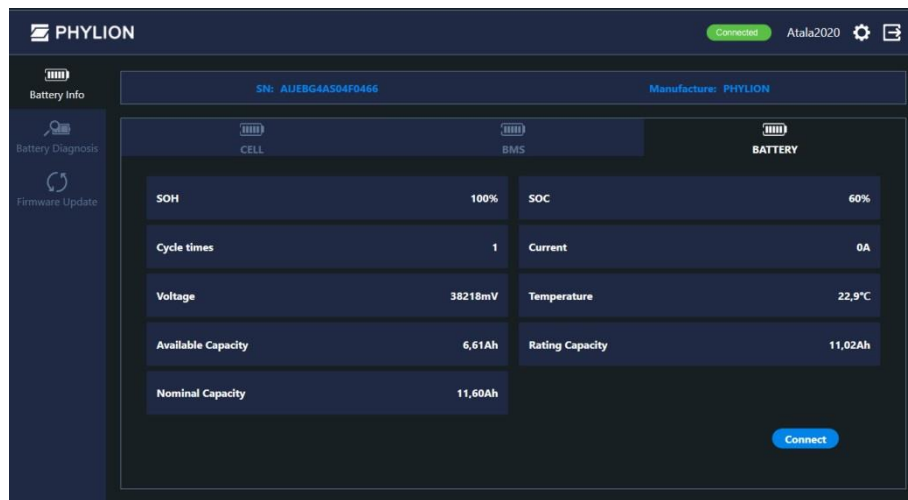 PHYLION
Connected Atala2020
Battery Info
SN: AIJEBG4AS04F0466 Manufacture: PHYLION
Battery Diagnosis
CELL BMS BATTERY
Firmware Update
SOH 100% SOC 60%
Cycle times 1 Current 0A
Voltage 38218mV Temperature 22,9°C
Available Capacity 6,61Ah Rating Capacity 11,02Ah
Nominal Capacity 11,60Ah
Connect